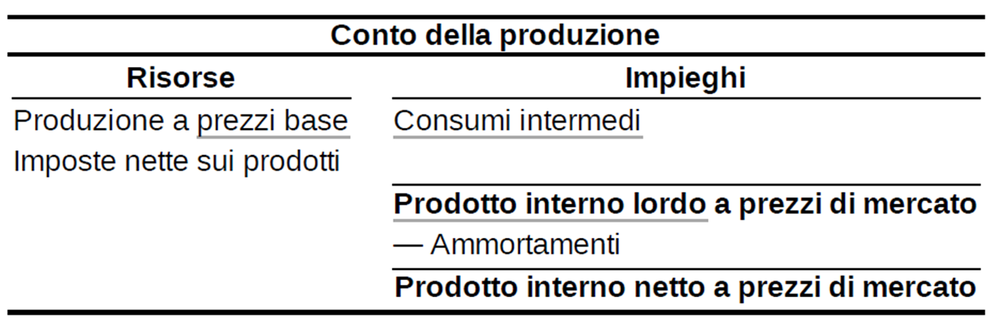 Conto della produzione
Risorse
Impieghi
Produzione a prezzi base
Consumi intermedi
Imposte nette sui prodotti
Prodotto interno lordo a prezzi di mercato
— Ammortamenti
Prodotto interno netto a prezzi di mercato